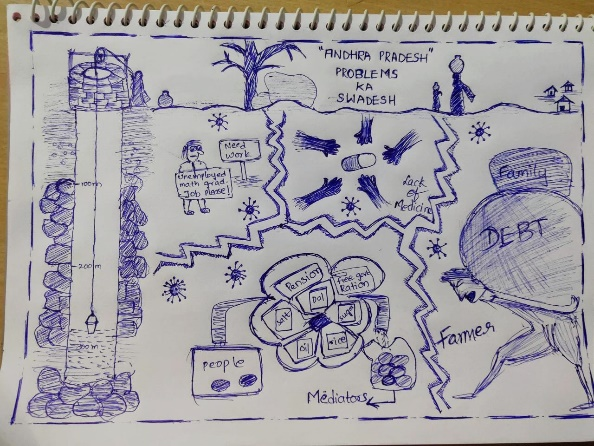 "ANDHRA PRADESH"
PROBLEMS
KA
SWADESH
100m
200m
Need
Work
Unemployed
math grad
Job please!
Lack
of
Medicine
Family
DEBT
Farmer
Pension
Free govt
Ration
Dal
Salt
Oil
Rice
PEOPLE
Mediators